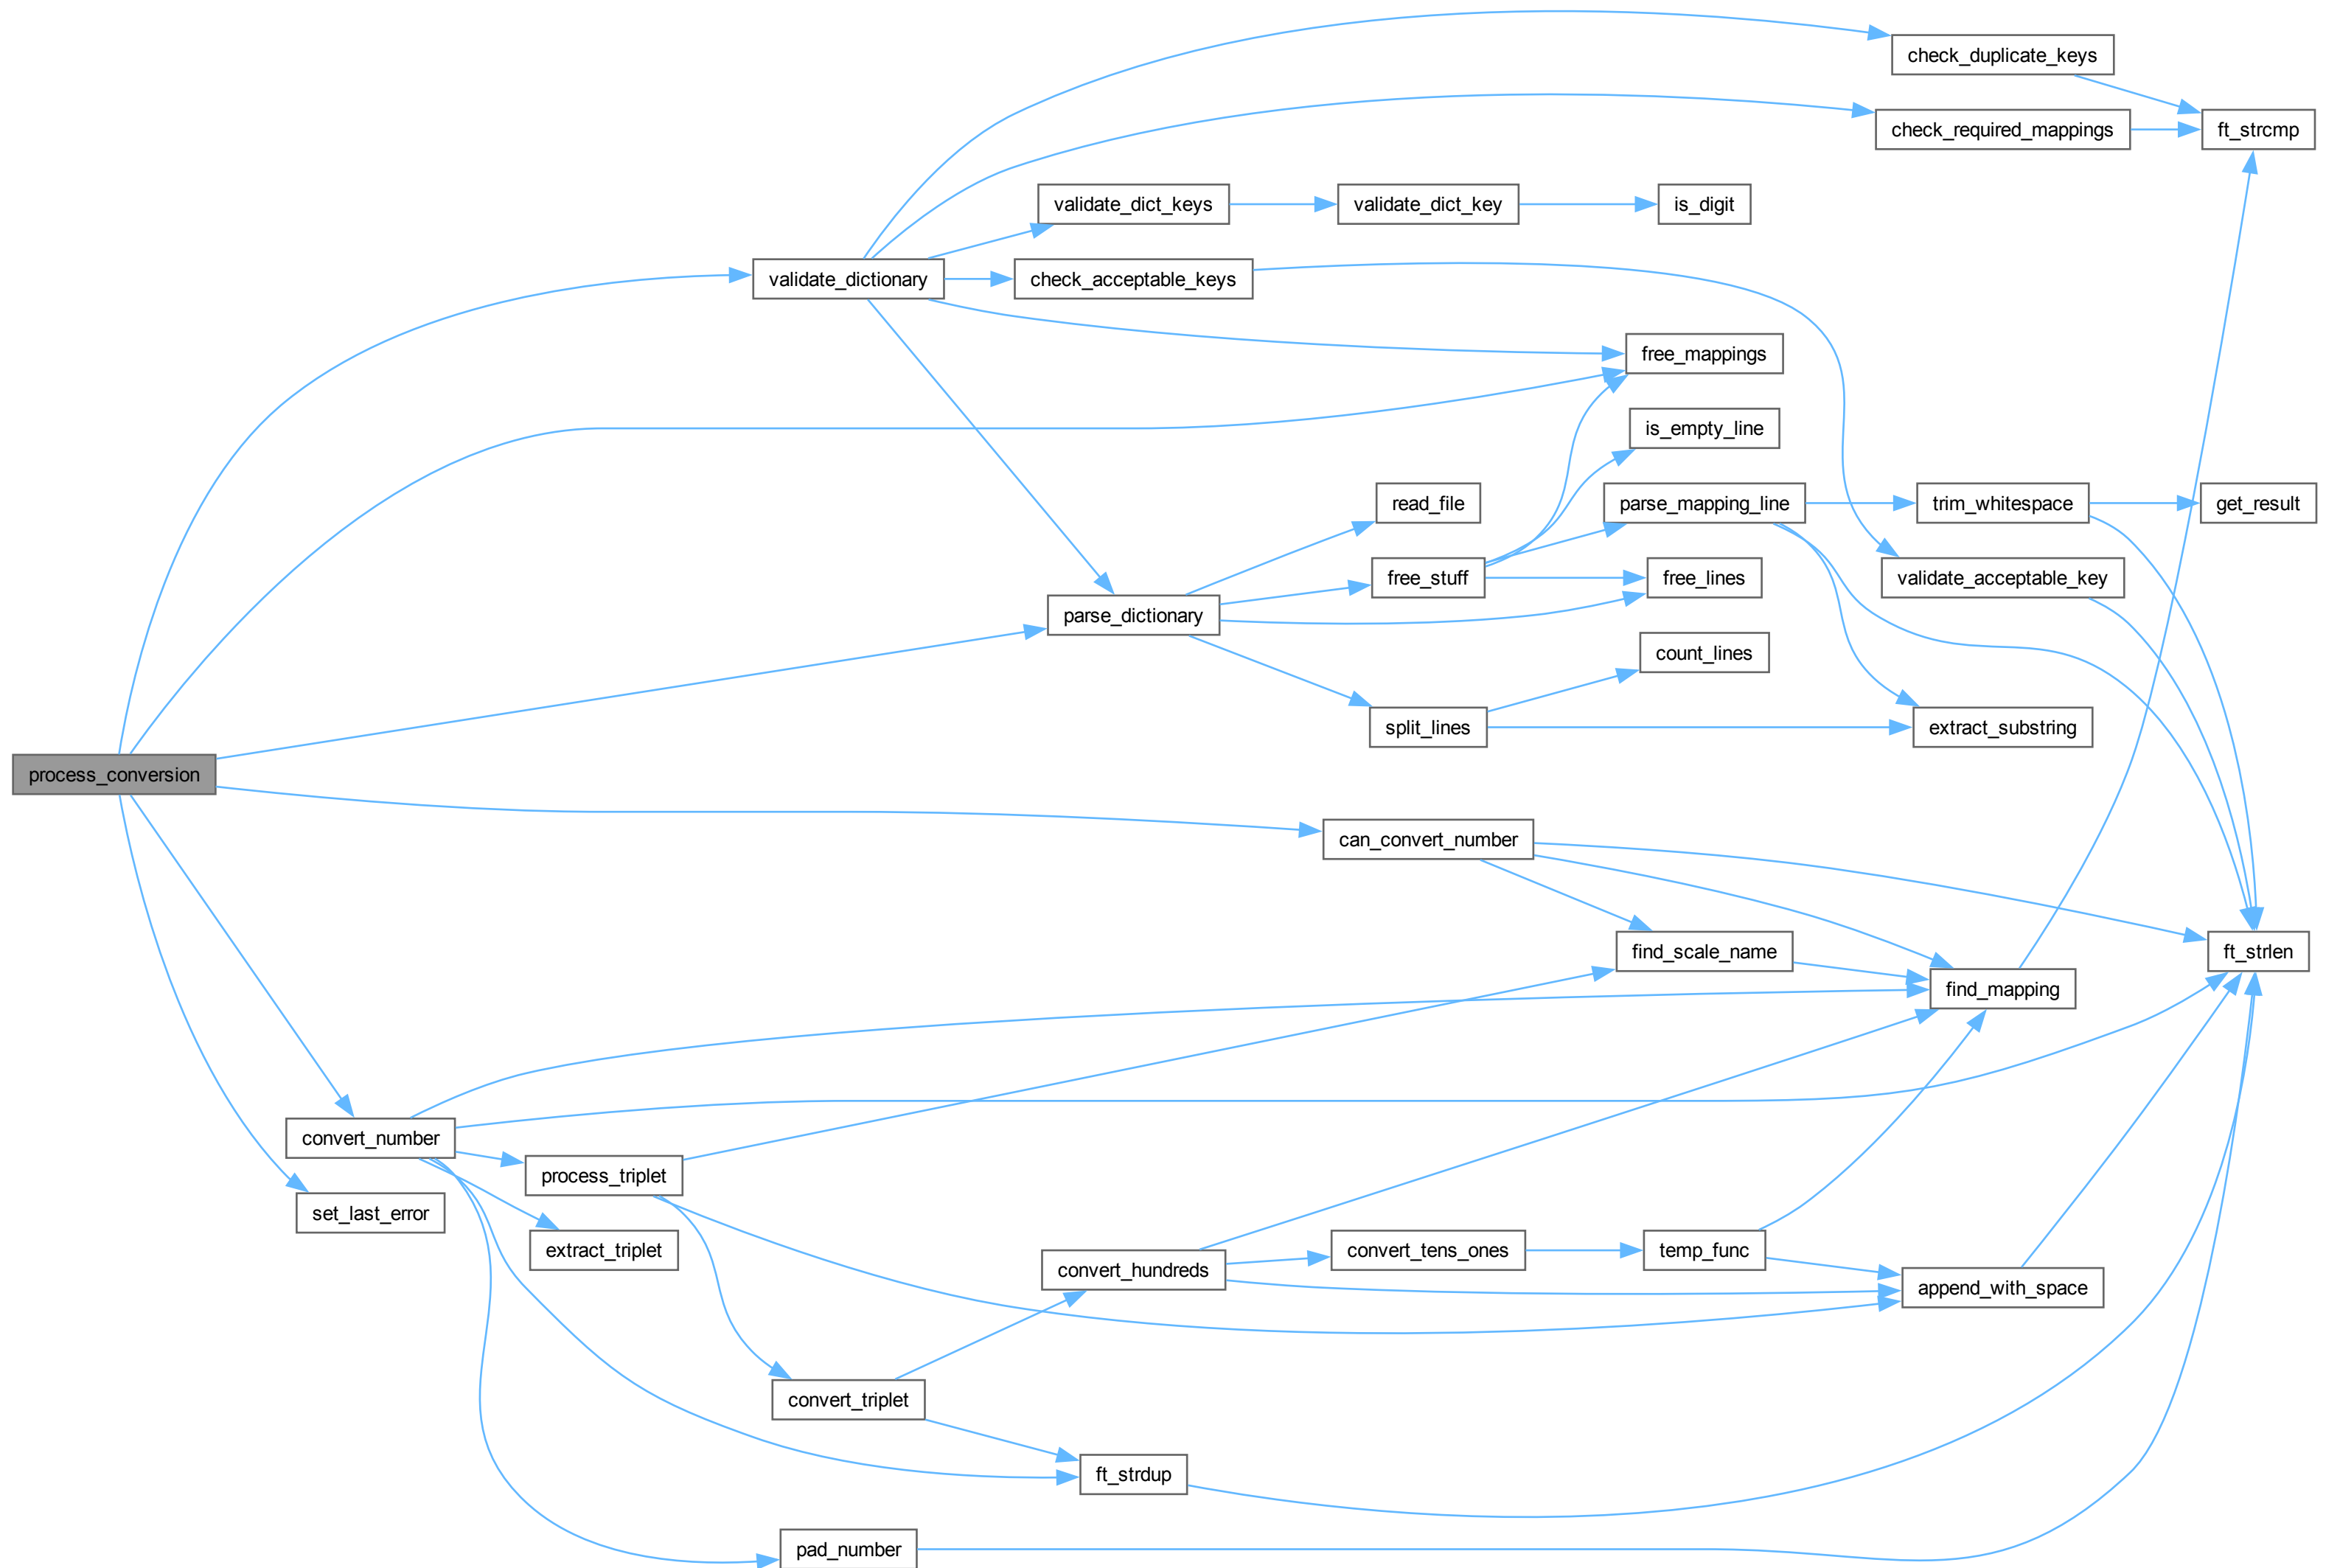 check_duplicate_keys
check_required_mappings
ft_strcmp
validate_dict_keys
validate_dict_key
is_digit
validate_dictionary
check_acceptable_keys
free_mappings
is_empty_line
read_file
parse_mapping_line
trim_whitespace
get_result
free_stuff
free_lines
validate_acceptable_key
parse_dictionary
count_lines
split_lines
extract_substring
process_conversion
can_convert_number
find_scale_name
ft_strlen
find_mapping
convert_number
process_triplet
set_last_error
extract_triplet
convert_hundreds
convert_tens_ones
temp_func
append_with_space
convert_triplet
ft_strdup
pad_number